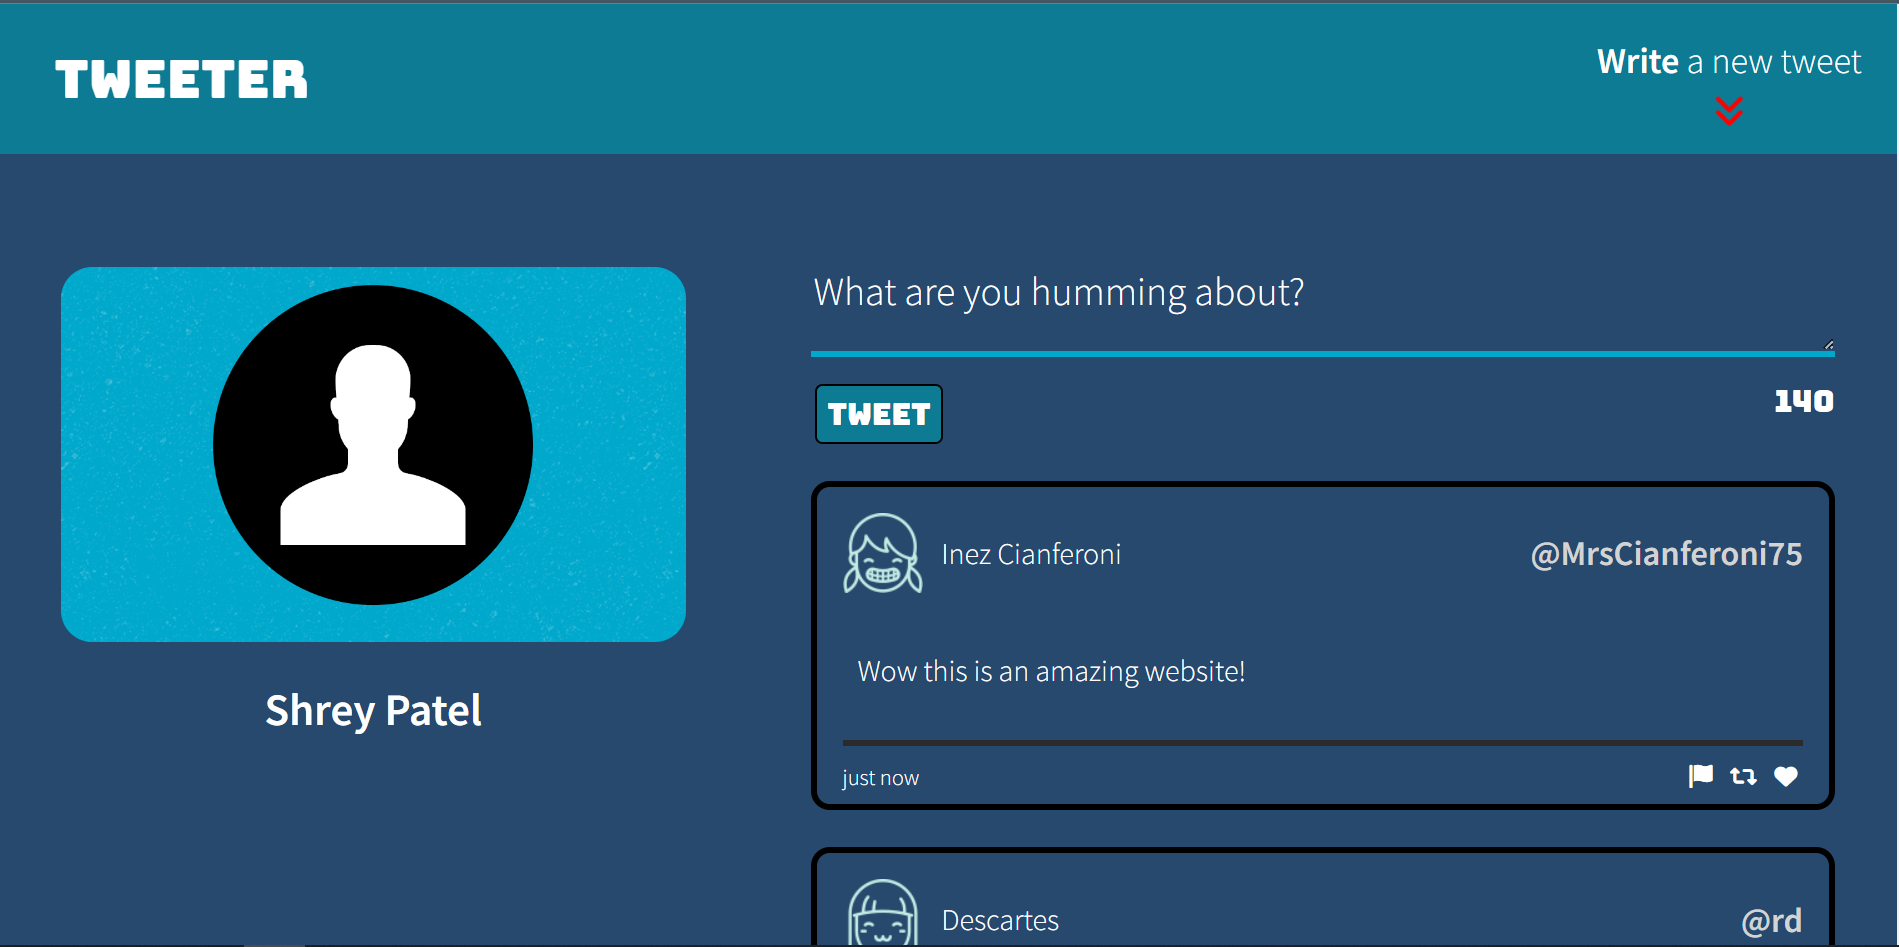 TWEETER
Write a new tweet
Shrey Patel
What are you humming about?
TWEET
140
Inez Cianferoni
@MrsCianferoni75
Wow this is an amazing website!
just now
Descartes
@rd